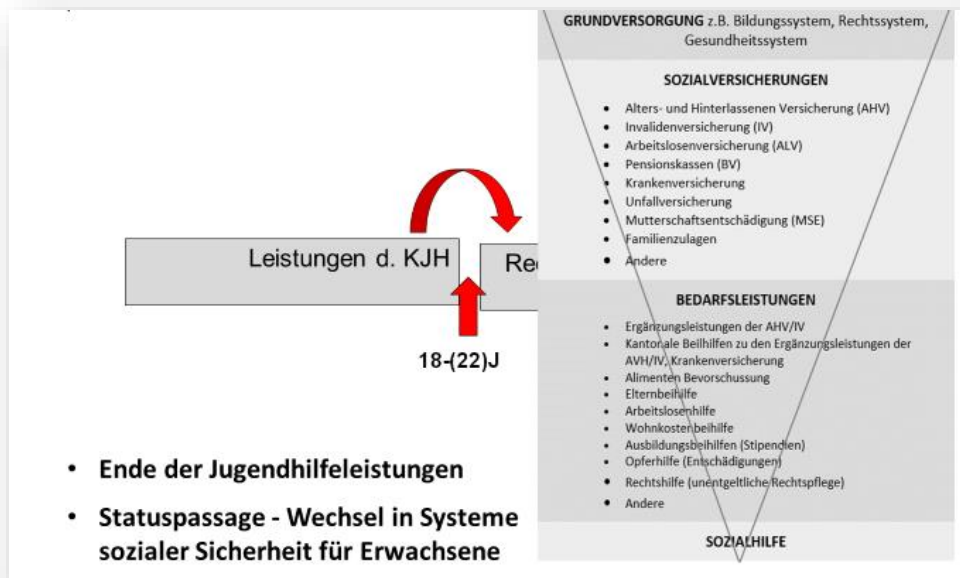 Leistungen d. KJH
Re
18-(22)J
• Ende der Jugendhilfeleistungen
• Statuspassage - Wechsel in Systeme
sozialer Sicherheit für Erwachsene
GRUNDVERSORGUNG z.B. Bildungssystem, Rechtssystem,
Gesundheitssystem
SOZIALVERSICHERUNGEN
• Alters- und Hinterlassenen Versicherung (AHV)
• Invalidenversicherung (IV)
• Arbeitslosenversicherung (ALV)
• Pensionskassen (BV)
• Krankenversicherung
• Unfallversicherung
• Mutterschaftsentschädigung (MSE)
• Familienzulagen
• Andere
BEDARFSLEISTUNGEN
• Ergänzungsleistungen der AHV/IV
• Kantonale Beilhilfen zu den Ergänzungsleistungen der
AVH/IV, Krankenversicherung
• Alimenten Bevorschussung
• Elternbeihilfe
• Arbeitslosenhilfe
• Wohnkostenbeihilfe
• Ausbildungsbeihilfen (Stipendien)
• Opferhilfe (Entschädigungen)
• Rechtshilfe (unentgeltliche Rechtspflege)
• Andere
SOZIALHILFE